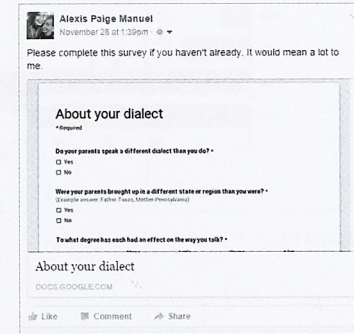 Alexis Paige Manuel
November 28 at 1:39pm ·
Please complete this survey if you haven't already. It would mean a lot to
me.
About your dialect
* Required
Do your parents speak a different dialect than you do? *
Yes
No
Were your parents brought up in a different state or region than you were? *
(Example answer: Father-Texas, Mother-Pennsylvania)
Yes
No
To what degree has each had an effect on the way you talk? *
About your dialect
DOCS.GOOGLE.COM
Like Comment Share